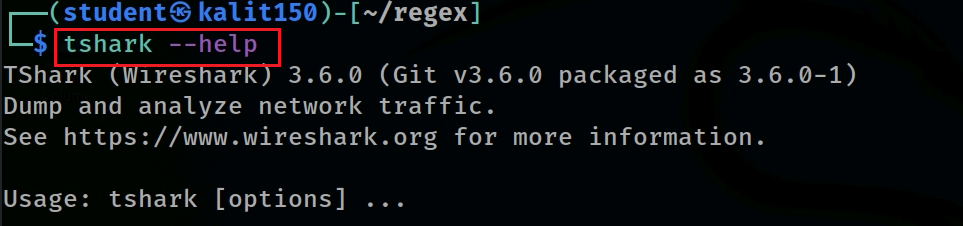 ┌──(student㉿kalit150)-[~/regex]
└─$ tshark --help
TShark (Wireshark) 3.6.0 (Git v3.6.0 packaged as 3.6.0-1)
Dump and analyze network traffic.
See https://www.wireshark.org for more information.
Usage: tshark [options] ...